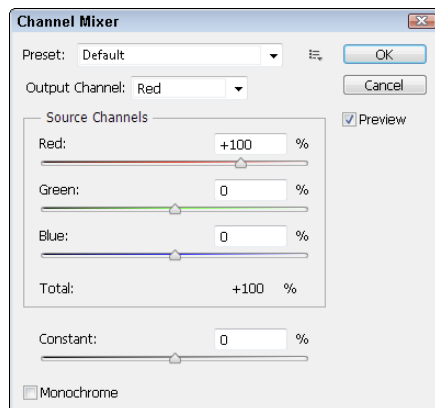 Channel Mixer
Preset: Default
OK
Output Channel: Red
Cancel
Preview
Source Channels
Red: +100 %
Green: 0 %
Blue: 0 %
Total: +100 %
Constant: 0 %
Monochrome